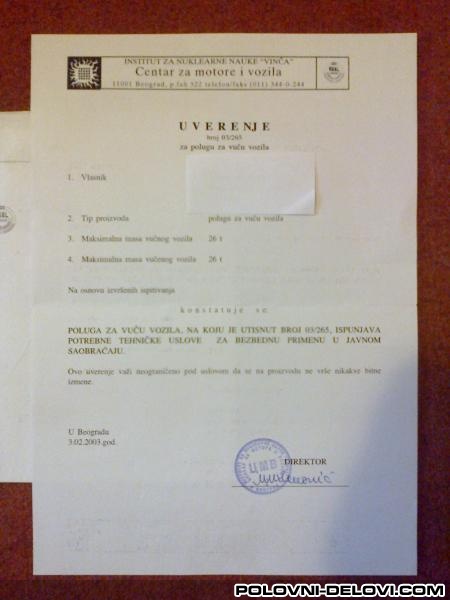 INSTITUT ZA NUKLEARNE NAUKE "VINČA"
Centar za motore i vozila
11001 Beograd, p.fah 522 telefon/faks (011) 344-0-244
UVERENJE
broj 03/265
za polugu za vuču vozila
1. Vlasnik
2. Tip proizvoda polugu za vuču vozila
3. Maksimalna masa vučnog vozila 26 t
4. Maksimalna masa vučenog vozila 26 t
Na osnovu izvršenih ispitivanja
konstatuje se
POLUGA ZA VUČU VOZILA, NA KOJU JE UTISNUT BROJ 03/265, ISPUNJAVA
POTREBNE TEHNIČKE USLOVE ZA BEZBEDNU PRIMENU U JAVNOM
SAOBRAĆAJU.
Ovo uverenje važi neograničeno pod uslovom da se na proizvodu ne vrše nikakve bitne
izmene.
U Beogradu
3.02.2003.god.
DIREKTOR
ЦМВ
POLOVNI-DELOVI.COM